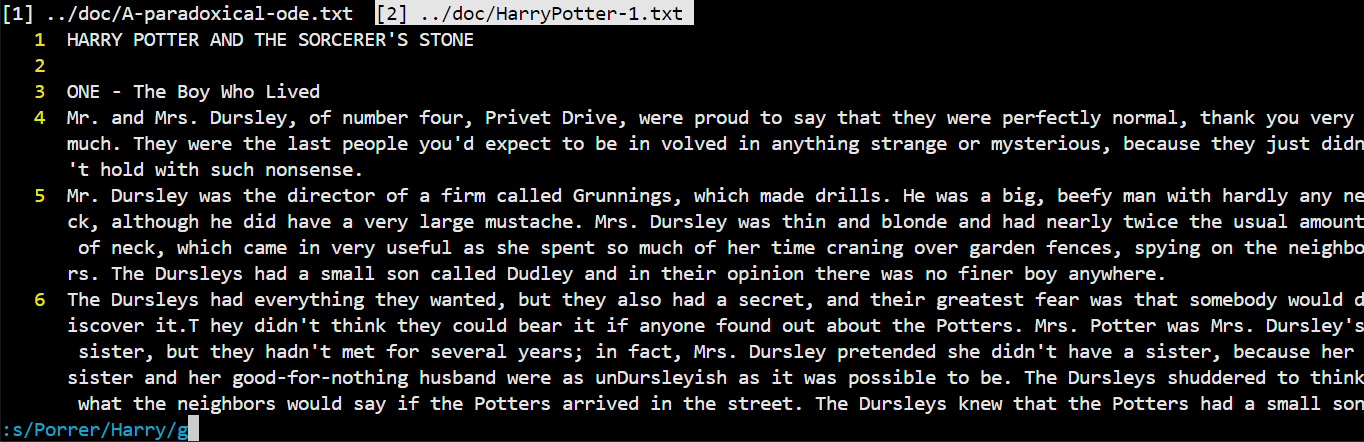 [1] ../doc/A-paradoxical-ode.txt [2] ../doc/HarryPotter-1.txt
1 HARRY POTTER AND THE SORCERER'S STONE
2
3 ONE - The Boy Who Lived
4 Mr. and Mrs. Dursley, of number four, Privet Drive, were proud to say that they were perfectly normal, thank you very
much. They were the last people you'd expect to be in volved in anything strange or mysterious, because they just didn
't hold with such nonsense.
5 Mr. Dursley was the director of a firm called Grunnings, which made drills. He was a big, beefy man with hardly any ne
ck, although he did have a very large mustache. Mrs. Dursley was thin and blonde and had nearly twice the usual amount
of neck, which came in very useful as she spent so much of her time craning over garden fences, spying on the neighbo
rs. The Dursleys had a small son called Dudley and in their opinion there was no finer boy anywhere.
6 The Dursleys had everything they wanted, but they also had a secret, and their greatest fear was that somebody would d
iscover it.T hey didn't think they could bear it if anyone found out about the Potters. Mrs. Potter was Mrs. Dursley's
sister, but they hadn't met for several years; in fact, Mrs. Dursley pretended she didn't have a sister, because her
sister and her good-for-nothing husband were as unDursleyish as it was possible to be. The Dursleys shuddered to think
what the neighbors would say if the Potters arrived in the street. The Dursleys knew that the Potters had a small son
:s/Porrer/Harry/g